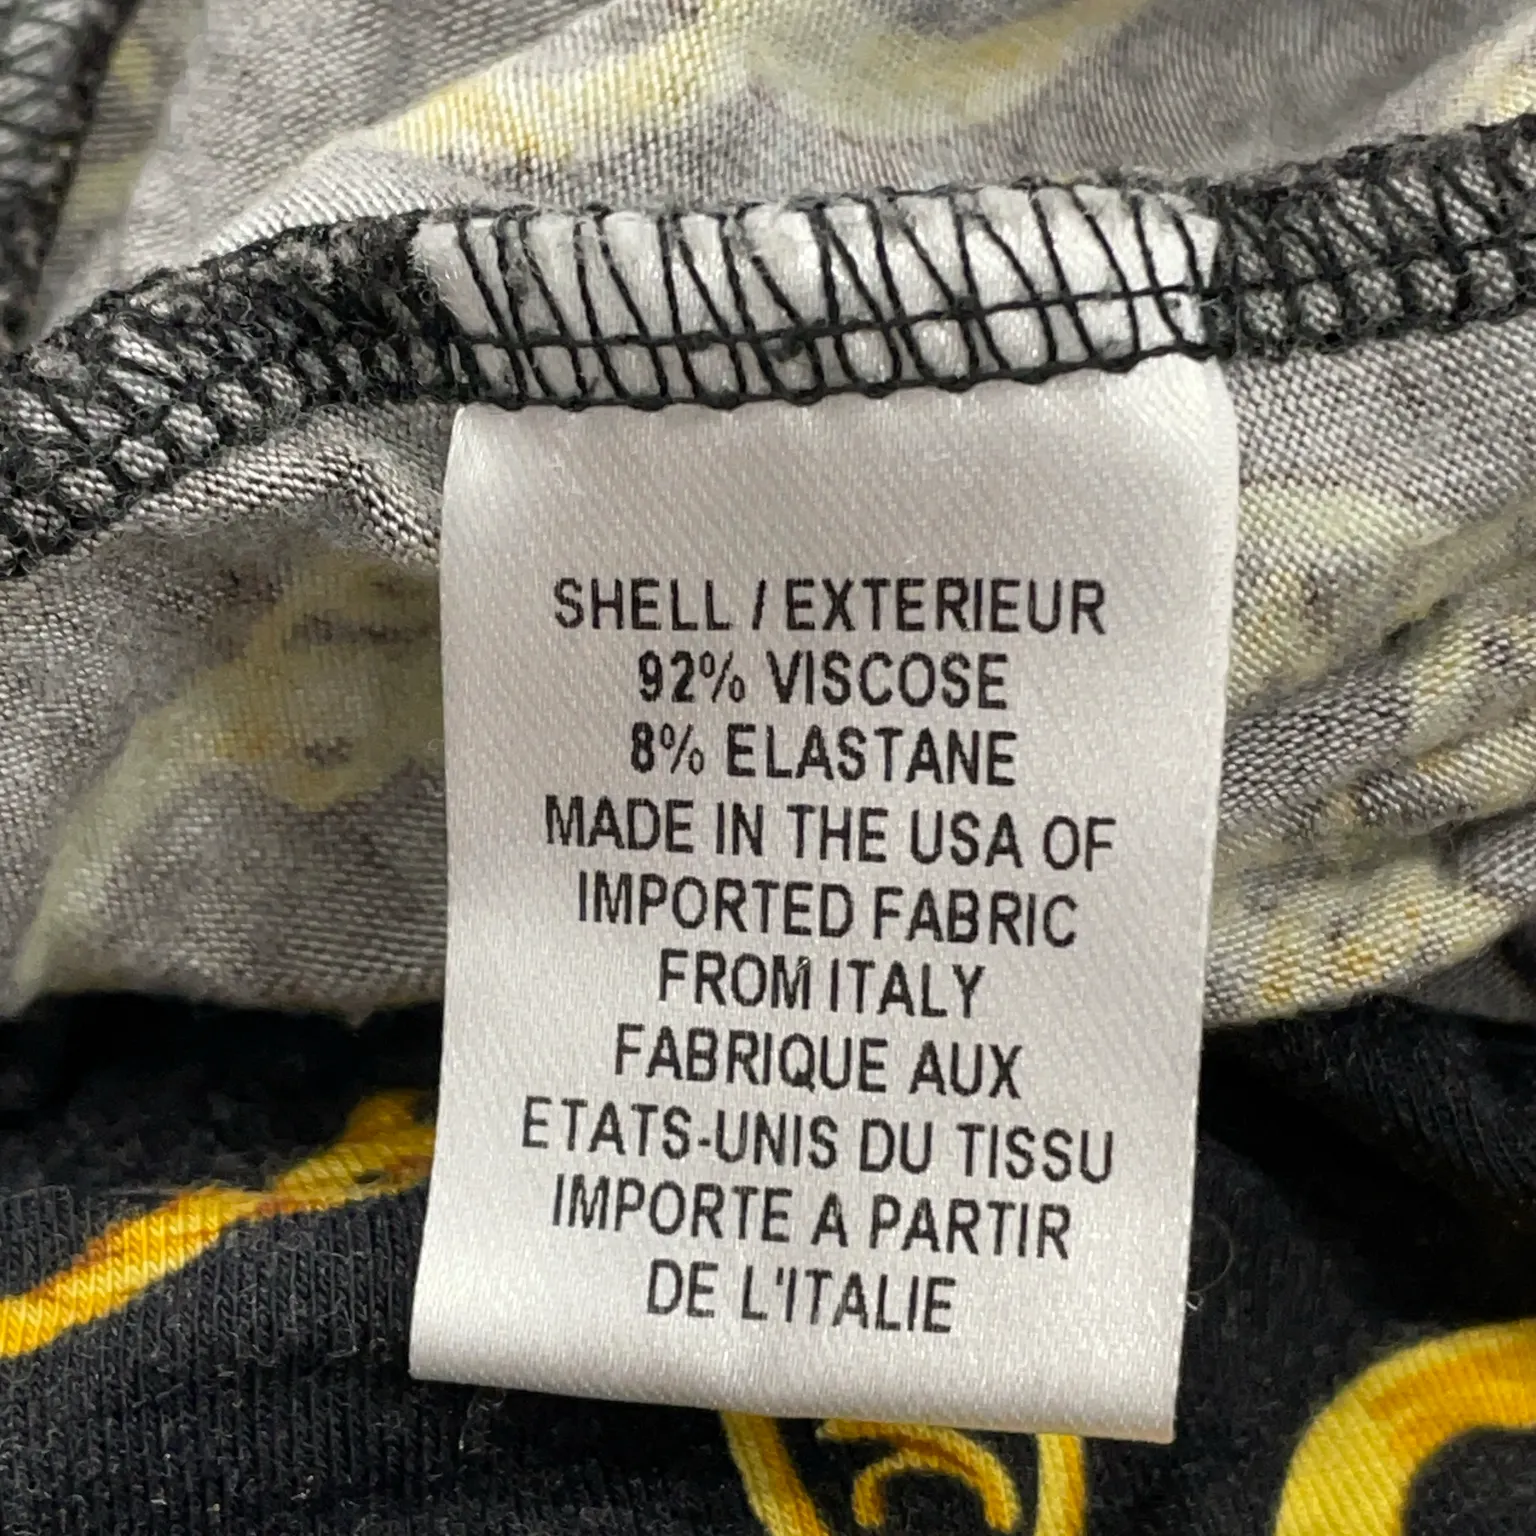 SHELL / EXTERIEUR
92% VISCOSE
8% ELASTANE
MADE IN THE USA OF
IMPORTED FABRIC
FROM ITALY
FABRIQUE AUX
ETATS-UNIS DU TISSU
IMPORTE A PARTIR
DE L'ITALIE